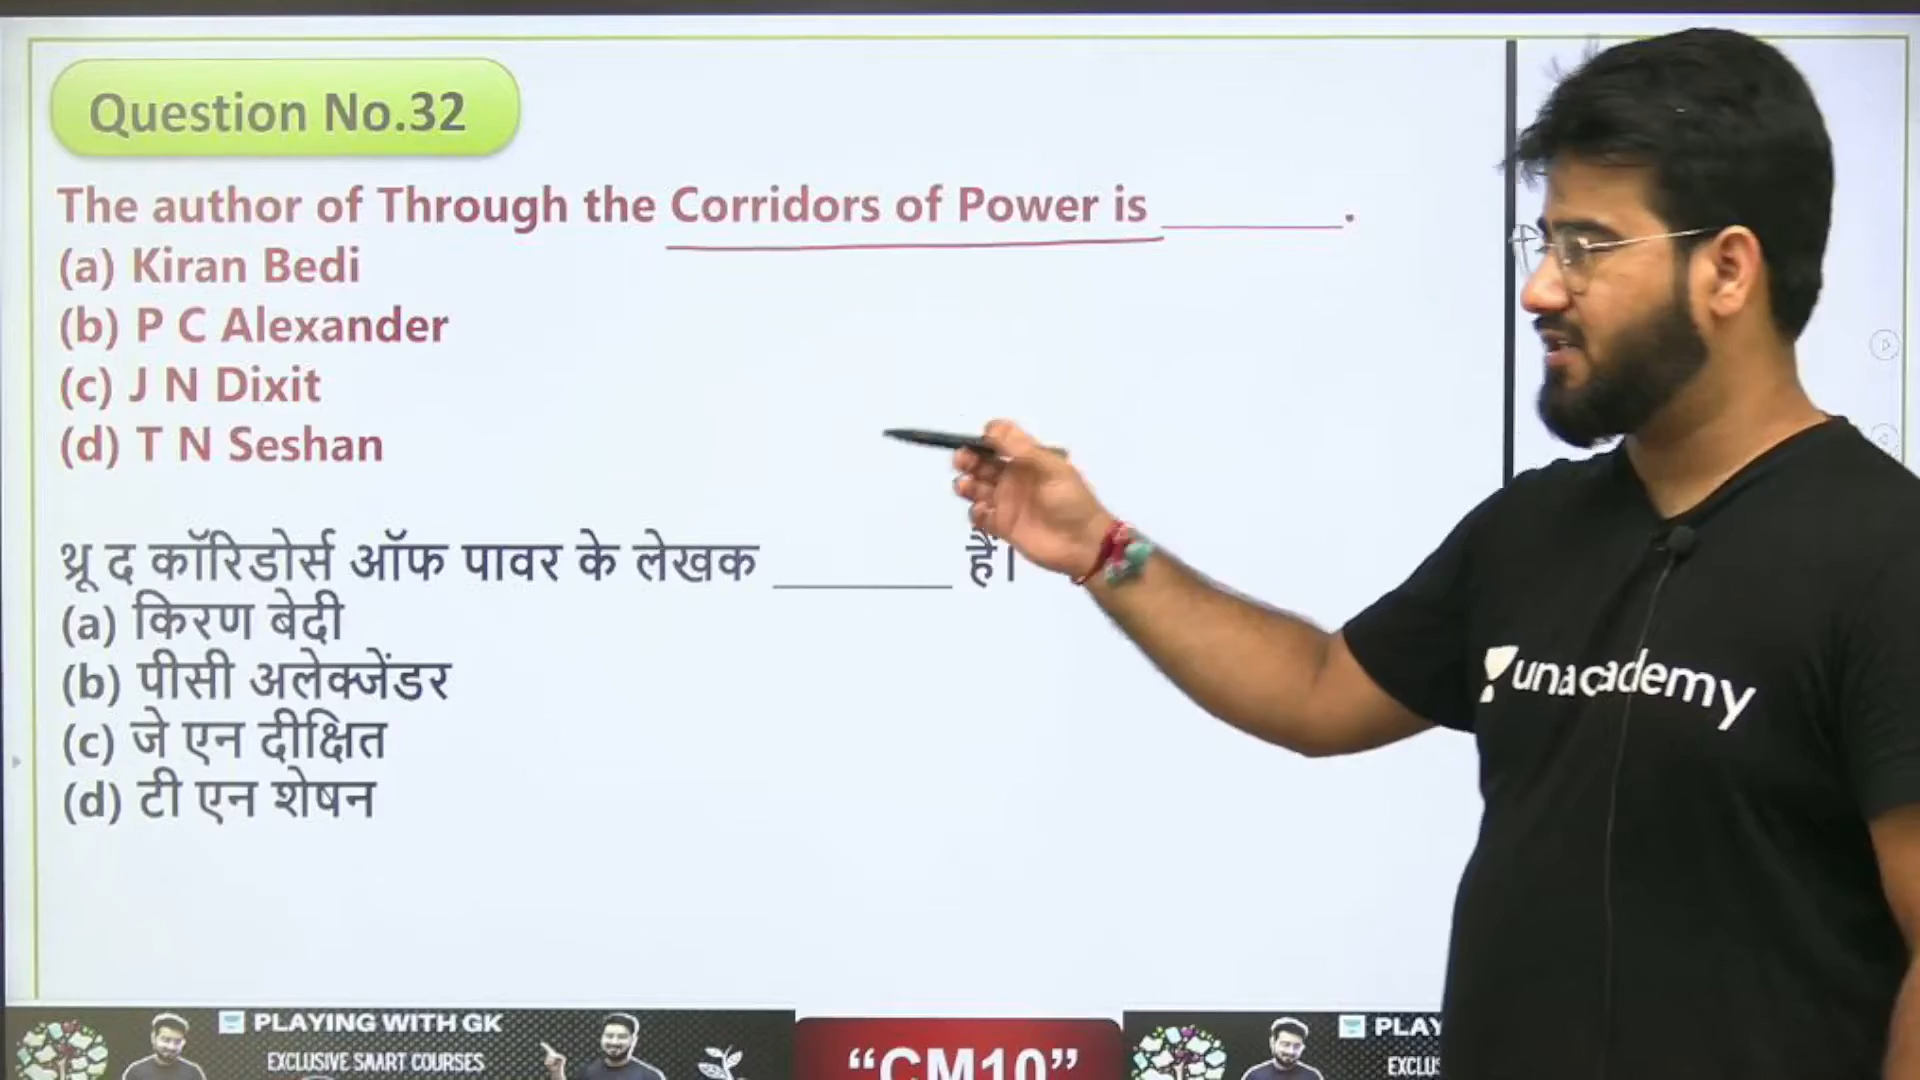 Question No.32
The author of Through the Corridors of Power is ________.
(a) Kiran Bedi
(b) P C Alexander
(c) J N Dixit
(d) T N Seshan
थ्रू द कॉरिडोर्स ऑफ पावर के लेखक ________ हैं।
(a) किरण बेदी
(b) पीसी अलेक्जेंडर
(c) जे एन दीक्षित
(d) टी एन शेषन
unacademy
PLAYING WITH GK
EXCLUSIVE SMART COURSES
“CM10”
PLAY
EXCLUS